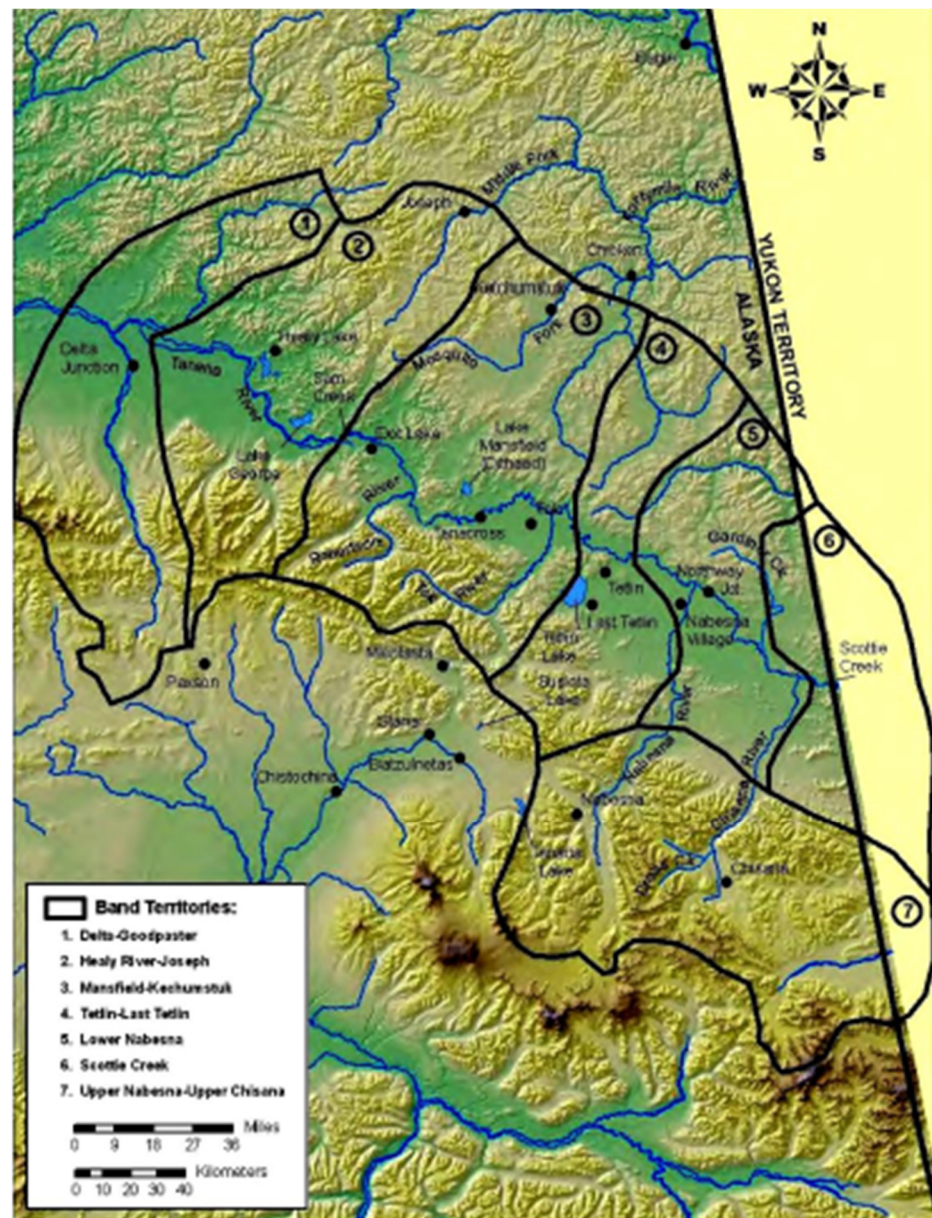 N
W E
S
Eagle
Joseph
Middle Fork
Fortymile River
Chicken
Kechumstuk
Mosquito Fork
YUKON TERRITORY
ALASKA
1
2
3
4
5
6
7
Delta
Junction
Healy Lake
Tanana
River
Sam
Creek
Lake
George
Dot Lake
Lake
Mansfield
River
Tanacross
Tok
Robertson
Tok River
Tetlin
Last Tetlin
Lake
Northway
Jct.
Nabesna
Village
Scottie
Creek
Paxson
Mentasta
Lake
Slana
Batzulnetas
Chistochina
Nabesna
River
Nabesna
Chisana River
Lake
Chisana
Band Territories:
1. Delta-Goodpaster
2. Healy River-Joseph
3. Mansfield-Kechumstuk
4. Tetlin-Last Tetlin
5. Lower Nabesna
6. Scottie Creek
7. Upper Nabesna-Upper Chisana
Miles
0 9 18 27 36
Kilometers
0 10 20 30 40